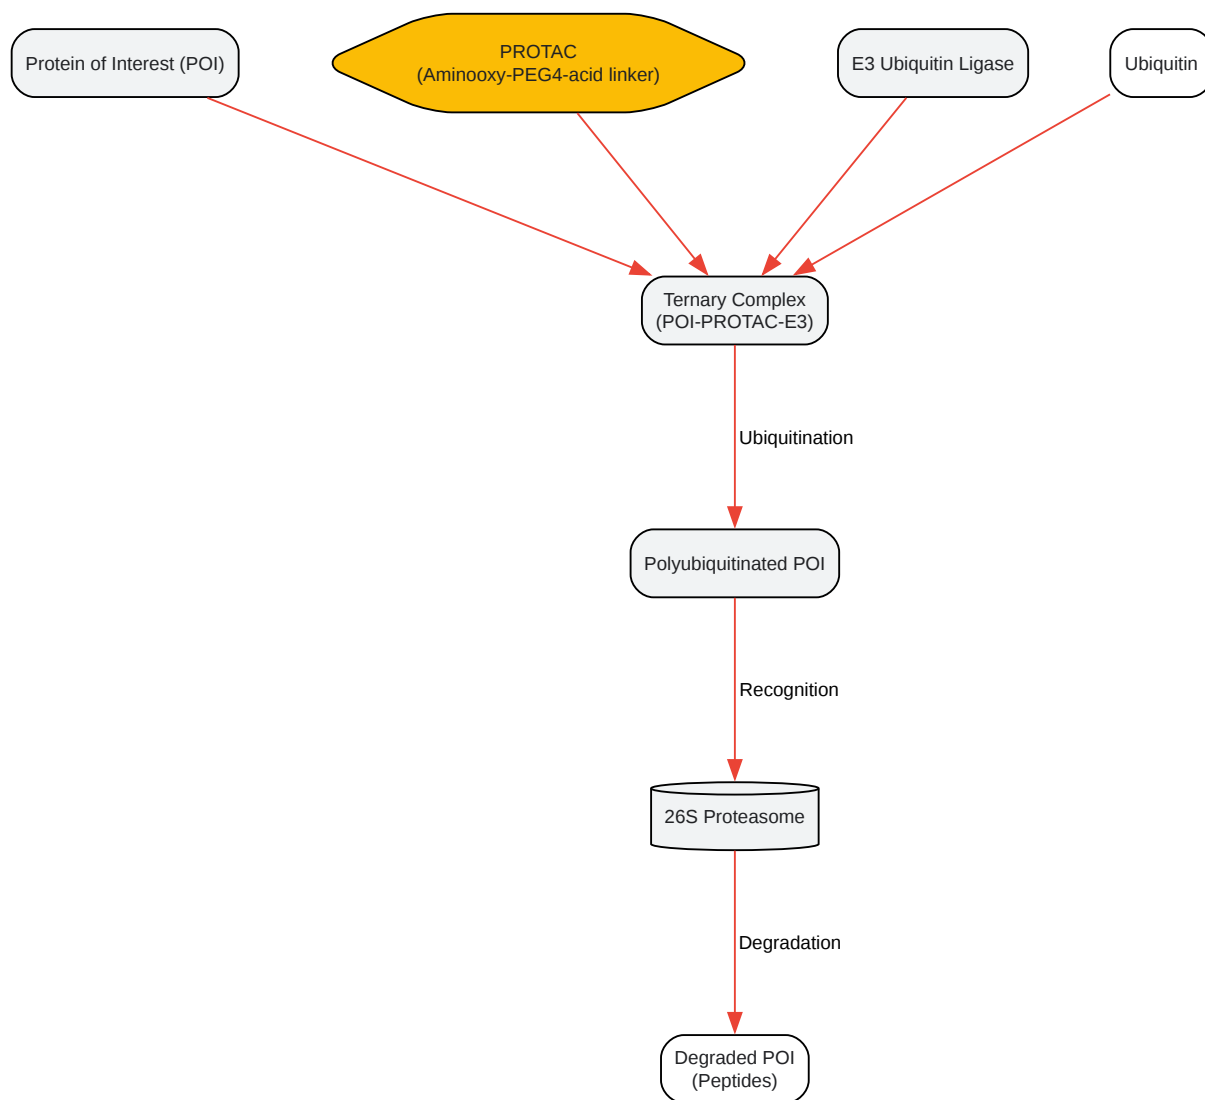 Protein of Interest (POI)
PROTAC
(Aminooxy-PEG4-acid linker)
E3 Ubiquitin Ligase
Ubiquitin
Ternary Complex
(POI-PROTAC-E3)
Ubiquitination
Polyubiquitinated POI
Recognition
26S Proteasome
Degradation
Degraded POI
(Peptides)